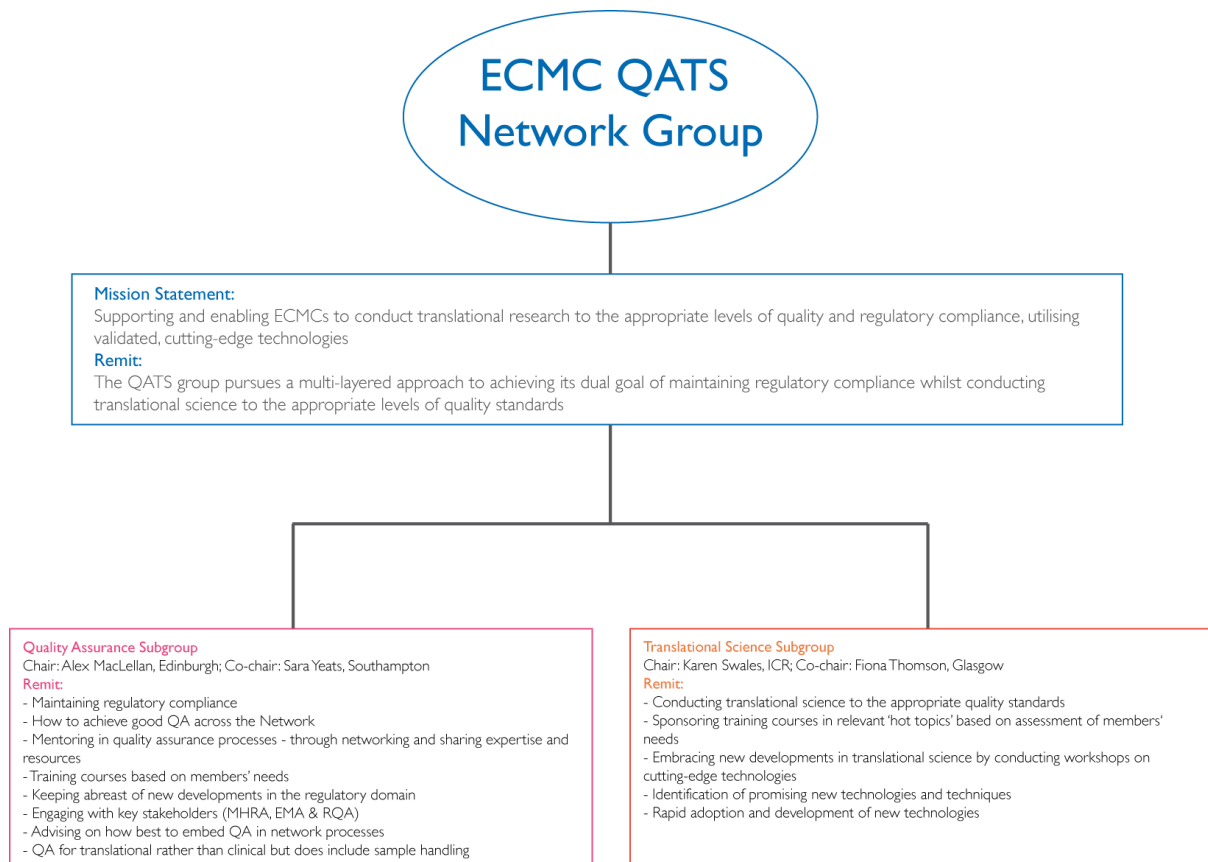 ECMC QATS
Network Group
Mission Statement:
Supporting and enabling ECMCs to conduct translational research to the appropriate levels of quality and regulatory compliance, utilising
validated, cutting-edge technologies
Remit:
The QATS group pursues a multi-layered approach to achieving its dual goal of maintaining regulatory compliance whilst conducting
translational science to the appropriate levels of quality standards
Quality Assurance Subgroup
Chair: Alex MacLellan, Edinburgh; Co-chair: Sara Yeats, Southampton
Remit:
- Maintaining regulatory compliance
- How to achieve good QA across the Network
- Mentoring in quality assurance processes - through networking and sharing expertise and
resources
- Training courses based on members' needs
- Keeping abreast of new developments in the regulatory domain
- Engaging with key stakeholders (MHRA, EMA & RQA)
- Advising on how best to embed QA in network processes
- QA for translational rather than clinical but does include sample handling
Translational Science Subgroup
Chair: Karen Swales, ICR; Co-chair: Fiona Thomson, Glasgow
Remit:
- Conducting translational science to the appropriate quality standards
- Sponsoring training courses in relevant 'hot topics' based on assessment of members'
needs
- Embracing new developments in translational science by conducting workshops on
cutting-edge technologies
- Identification of promising new technologies and techniques
- Rapid adoption and development of new technologies